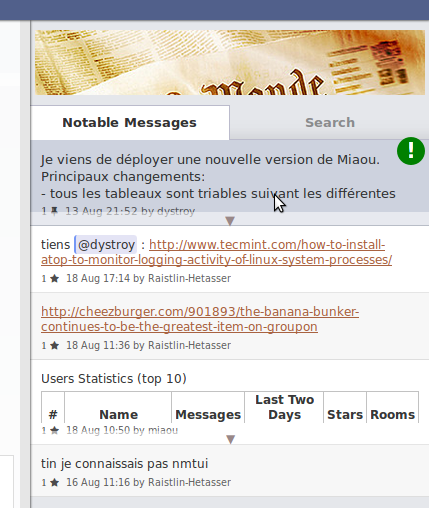 Le Monde
Notable Messages
Search
!
Je viens de déployer une nouvelle version de Miaou.
Principaux changements:
- tous les tableaux sont triables suivant les différentes
1 13 Aug 21:52 by dystroy
tiens @dystroy : http://www.tecmint.com/how-to-install-
atop-to-monitor-logging-activity-of-linux-system-processes/
1 ★ 18 Aug 17:14 by Raistlin-Hetasser
http://cheezburger.com/901893/the-banana-bunker-
continues-to-be-the-greatest-item-on-groupon
1 ★ 18 Aug 11:36 by Raistlin-Hetasser
Users Statistics (top 10)
# Name Messages Last Two Days Stars Rooms
1 ★ 18 Aug 10:50 by miaou
tin je connaissais pas nmtui
1 ★ 16 Aug 11:16 by Raistlin-Hetasser